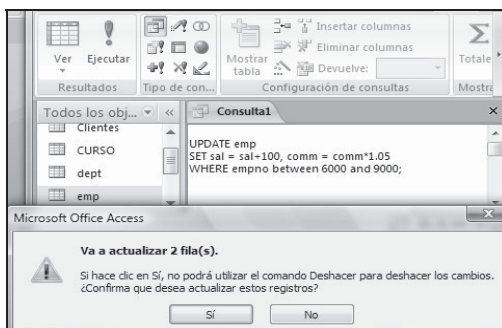 Ver
Ejecutar
Resultados
Tipo de con...
Mostrar tabla
Insertar columnas
Eliminar columnas
Devuelve:
Configuración de consultas
Totale
Mostra
Todos los obj...
Clientes
CURSO
dept
emp
Consulta1
UPDATE emp
SET sal = sal+100, comm = comm*1.05
WHERE empno between 6000 and 9000;
Microsoft Office Access
Va a actualizar 2 fila(s).
Si hace clic en Sí, no podrá utilizar el comando Deshacer para deshacer los cambios.
¿Confirma que desea actualizar estos registros?
Sí
No